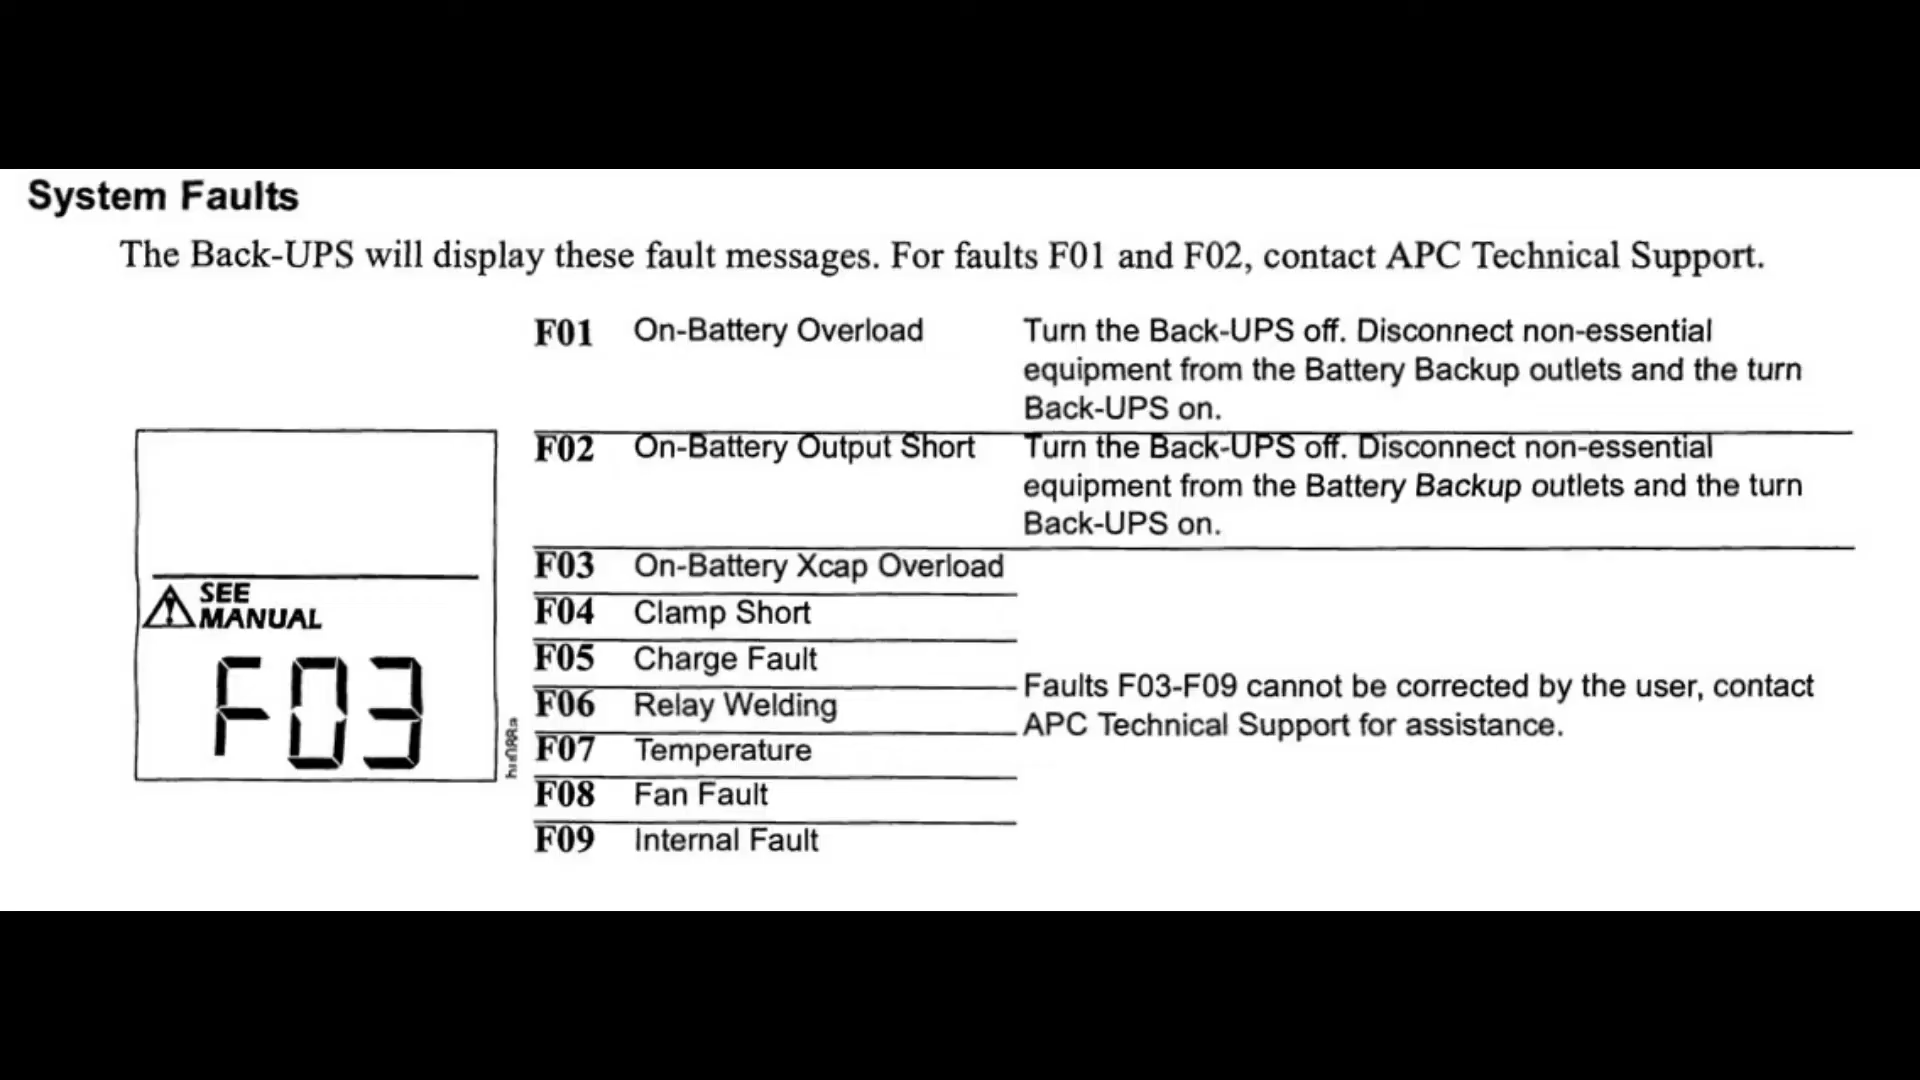 System Faults
The Back-UPS will display these fault messages. For faults F01 and F02, contact APC Technical Support.
F01 On-Battery Overload Turn the Back-UPS off. Disconnect non-essential
equipment from the Battery Backup outlets and the turn
Back-UPS on.
F02 On-Battery Output Short Turn the Back-UPS off. Disconnect non-essential
equipment from the Battery Backup outlets and the turn
Back-UPS on.
SEE
MANUAL
F03
F03 On-Battery Xcap Overload
F04 Clamp Short
F05 Charge Fault
F06 Relay Welding
F07 Temperature
F08 Fan Fault
F09 Internal Fault
Faults F03-F09 cannot be corrected by the user, contact
APC Technical Support for assistance.